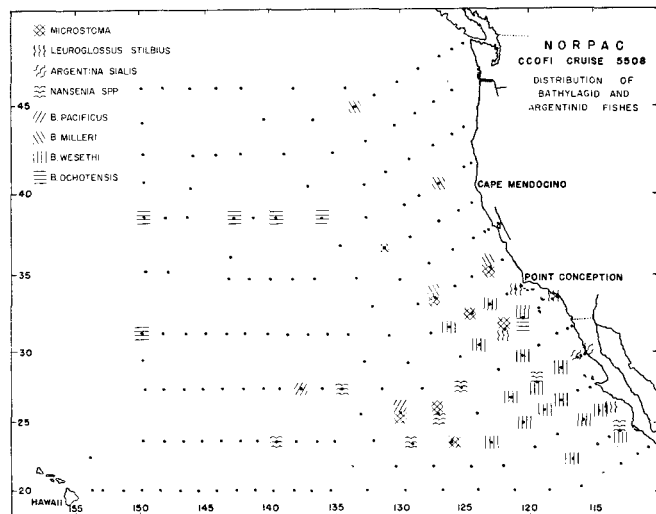 MICROSTOMA
LEUROGLOSSUS STILBIUS
ARGENTINA SIALIS
NANSENIA SPP
B. PACIFICUS
B. MILLERI
B. WESETHI
B. OCHOTENSIS
NORPAC
CCOFI CRUISE 5508
DISTRIBUTION OF
BATHYLAGID AND
ARGENTINID FISHES
CAPE MENDOCINO
POINT CONCEPTION
45
40
35
30
25
20
HAWAII
155 150 145 140 135 130 125 120 115